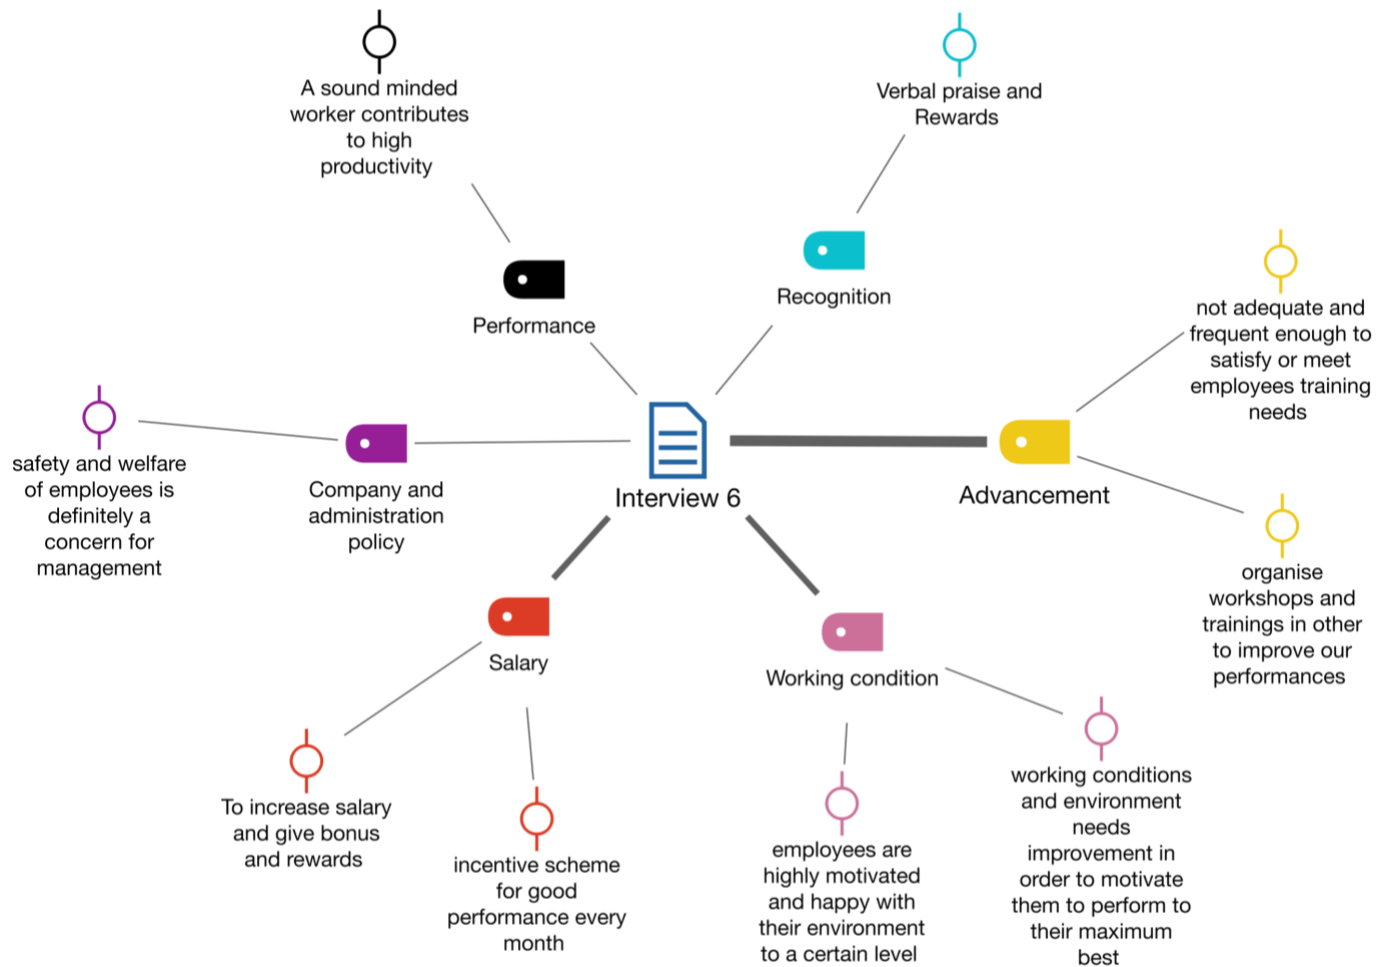 A sound minded
worker contributes
to high
productivity
Verbal praise and
Rewards
Performance
Recognition
not adequate and
frequent enough to
satisfy or meet
employees training
needs
safety and welfare
of employees is
definitely a
concern for
management
Company and
administration
policy
Interview 6
Advancement
organise
workshops and
trainings in other
to improve our
performances
Salary
Working condition
To increase salary
and give bonus
and rewards
incentive scheme
for good
performance every
month
employees are
highly motivated
and happy with
their environment
to a certain level
working conditions
and environment
needs
improvement in
order to motivate
them to perform to
their maximum
best